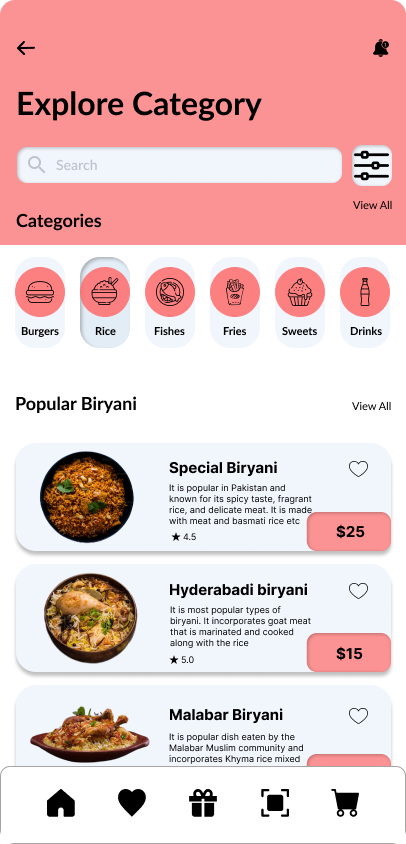 Explore Category
Search
View All
Categories
Burgers
Rice
Fishes
Fries
Sweets
Drinks
Popular Biryani
View All
Special Biryani
It is popular in Pakistan and
known for its spicy taste, fragrant
rice, and delicate meat. It is made
with meat and basmati rice etc
4.5
$25
Hyderabadi biryani
It is most popular types of
biryani. It incorporates goat meat
that is marinated and cooked
along with the rice
5.0
$15
Malabar Biryani
It is popular dish eaten by the
Malabar Muslim community and
incorporates Khyma rice mixed